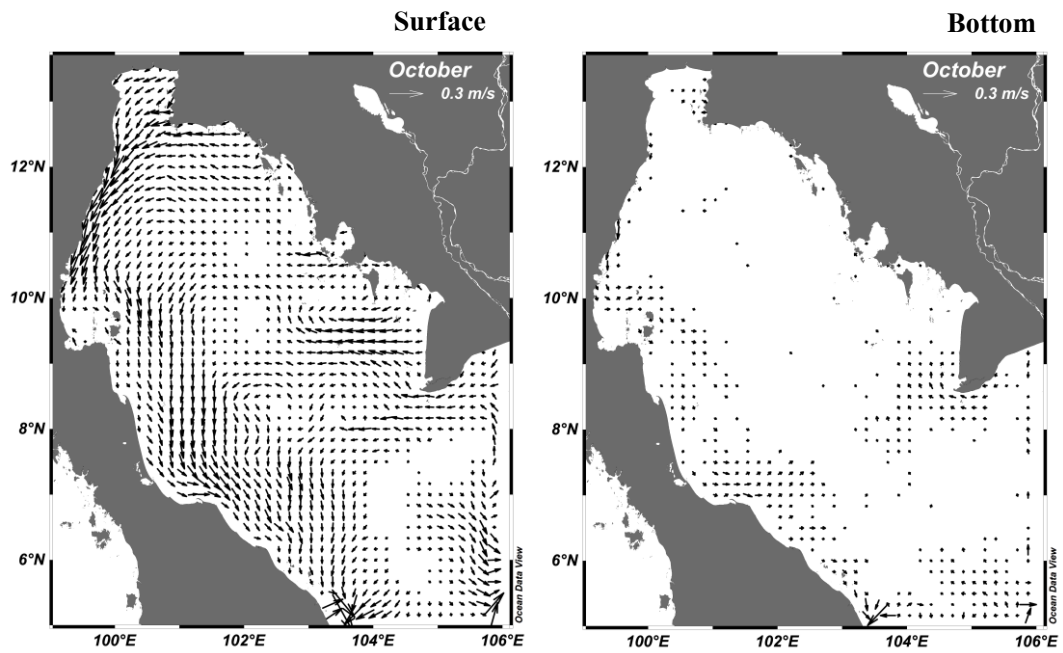 Surface
Bottom
October
0.3 m/s
12°N
10°N
8°N
6°N
100°E
102°E
104°E
106°E
Ocean Data View
October
0.3 m/s
12°N
10°N
8°N
6°N
100°E
102°E
104°E
106°E
Ocean Data View